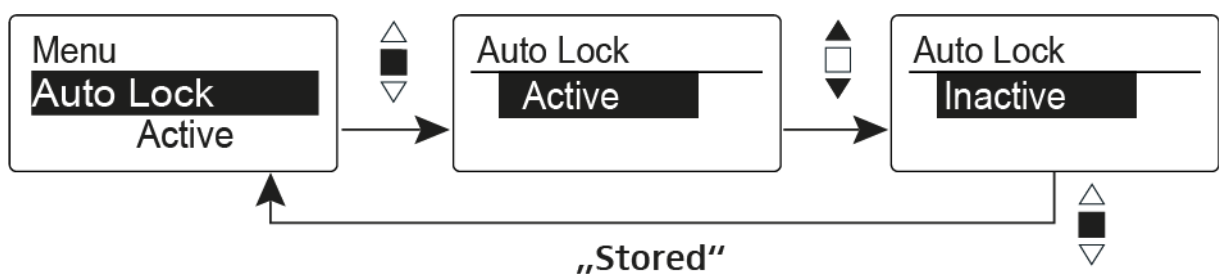 Menu
Auto Lock
Active
Auto Lock
Active
Auto Lock
Inactive
„Stored“